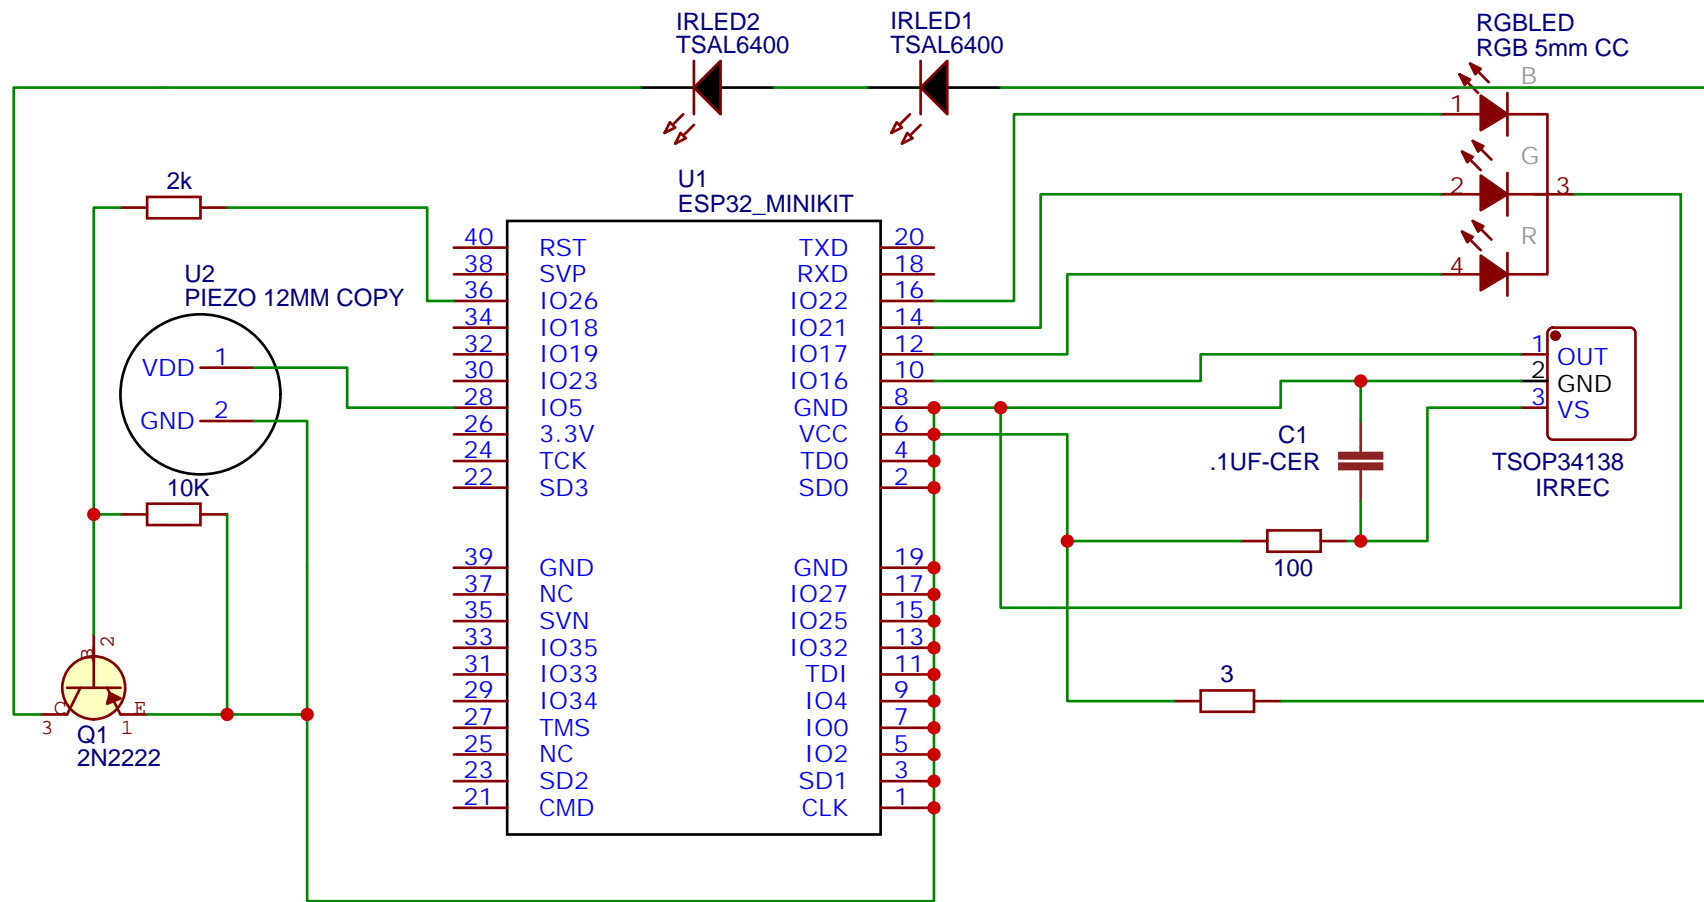 IRLED2
TSAL6400
IRLED1
TSAL6400
RGBLED
RGB 5mm CC
B
1
G
2
3
R
4
2k
U1
ESP32_MINIKIT
U2
PIEZO 12MM COPY
VDD 1
GND 2
10K
40 RST TXD 20
38 SVP RXD 18
36 IO26 IO22 16
34 IO18 IO21 14
32 IO19 IO17 12
30 IO23 IO16 10
28 IO5 GND 8
26 3.3V VCC 6
24 TCK TD0 4
22 SD3 SD0 2
39 GND GND 19
37 NC IO27 17
35 SVN IO25 15
33 IO35 IO32 13
31 IO33 TDI 11
29 IO34 IO4 9
27 TMS IO0 7
25 NC IO2 5
23 SD2 SD1 3
21 CMD CLK 1
1 OUT
2 GND
3 VS
TSOP34138
IRREC
C1
.1UF-CER
100
3
B 2
C E
3 1
Q1
2N2222